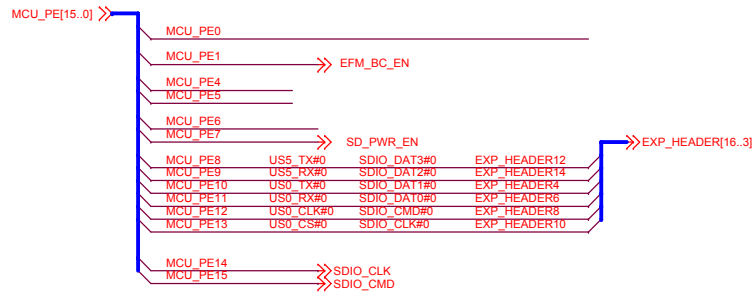 MCU_PE[15..0]
MCU_PE0
MCU_PE1 EFM_BC_EN
MCU_PE4
MCU_PE5
MCU_PE6
MCU_PE7 SD_PWR_EN EXP_HEADER[16..3]
MCU_PE8 US5_TX#0 SDIO_DAT3#0 EXP_HEADER12
MCU_PE9 US5_RX#0 SDIO_DAT2#0 EXP_HEADER14
MCU_PE10 US0_TX#0 SDIO_DAT1#0 EXP_HEADER4
MCU_PE11 US0_RX#0 SDIO_DAT0#0 EXP_HEADER6
MCU_PE12 US0_CLK#0 SDIO_CMD#0 EXP_HEADER8
MCU_PE13 US0_CS#0 SDIO_CLK#0 EXP_HEADER10
MCU_PE14 SDIO_CLK
MCU_PE15 SDIO_CMD